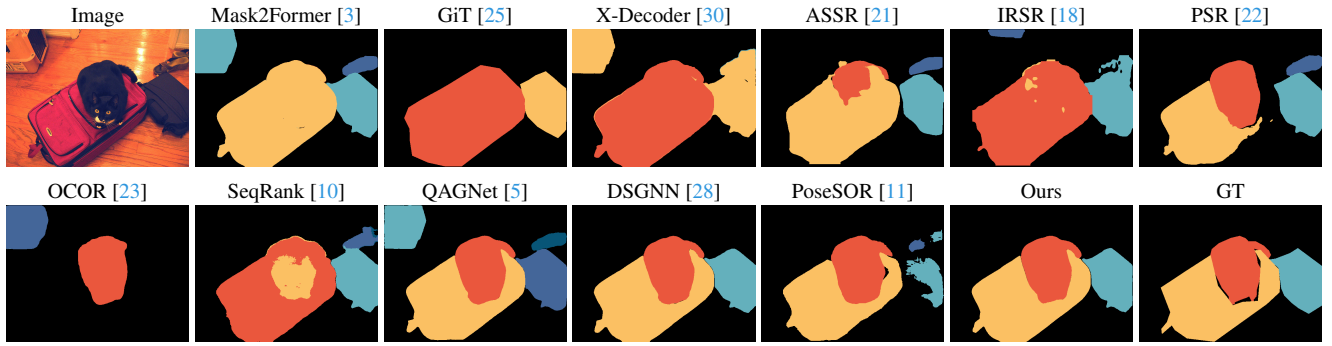 Image Mask2Former [3] GiT [25] X-Decoder [30] ASSR [21] IRSR [18] PSR [22]
OCOR [23] SeqRank [10] QAGNet [5] DSGNN [28] PoseSOR [11] Ours GT